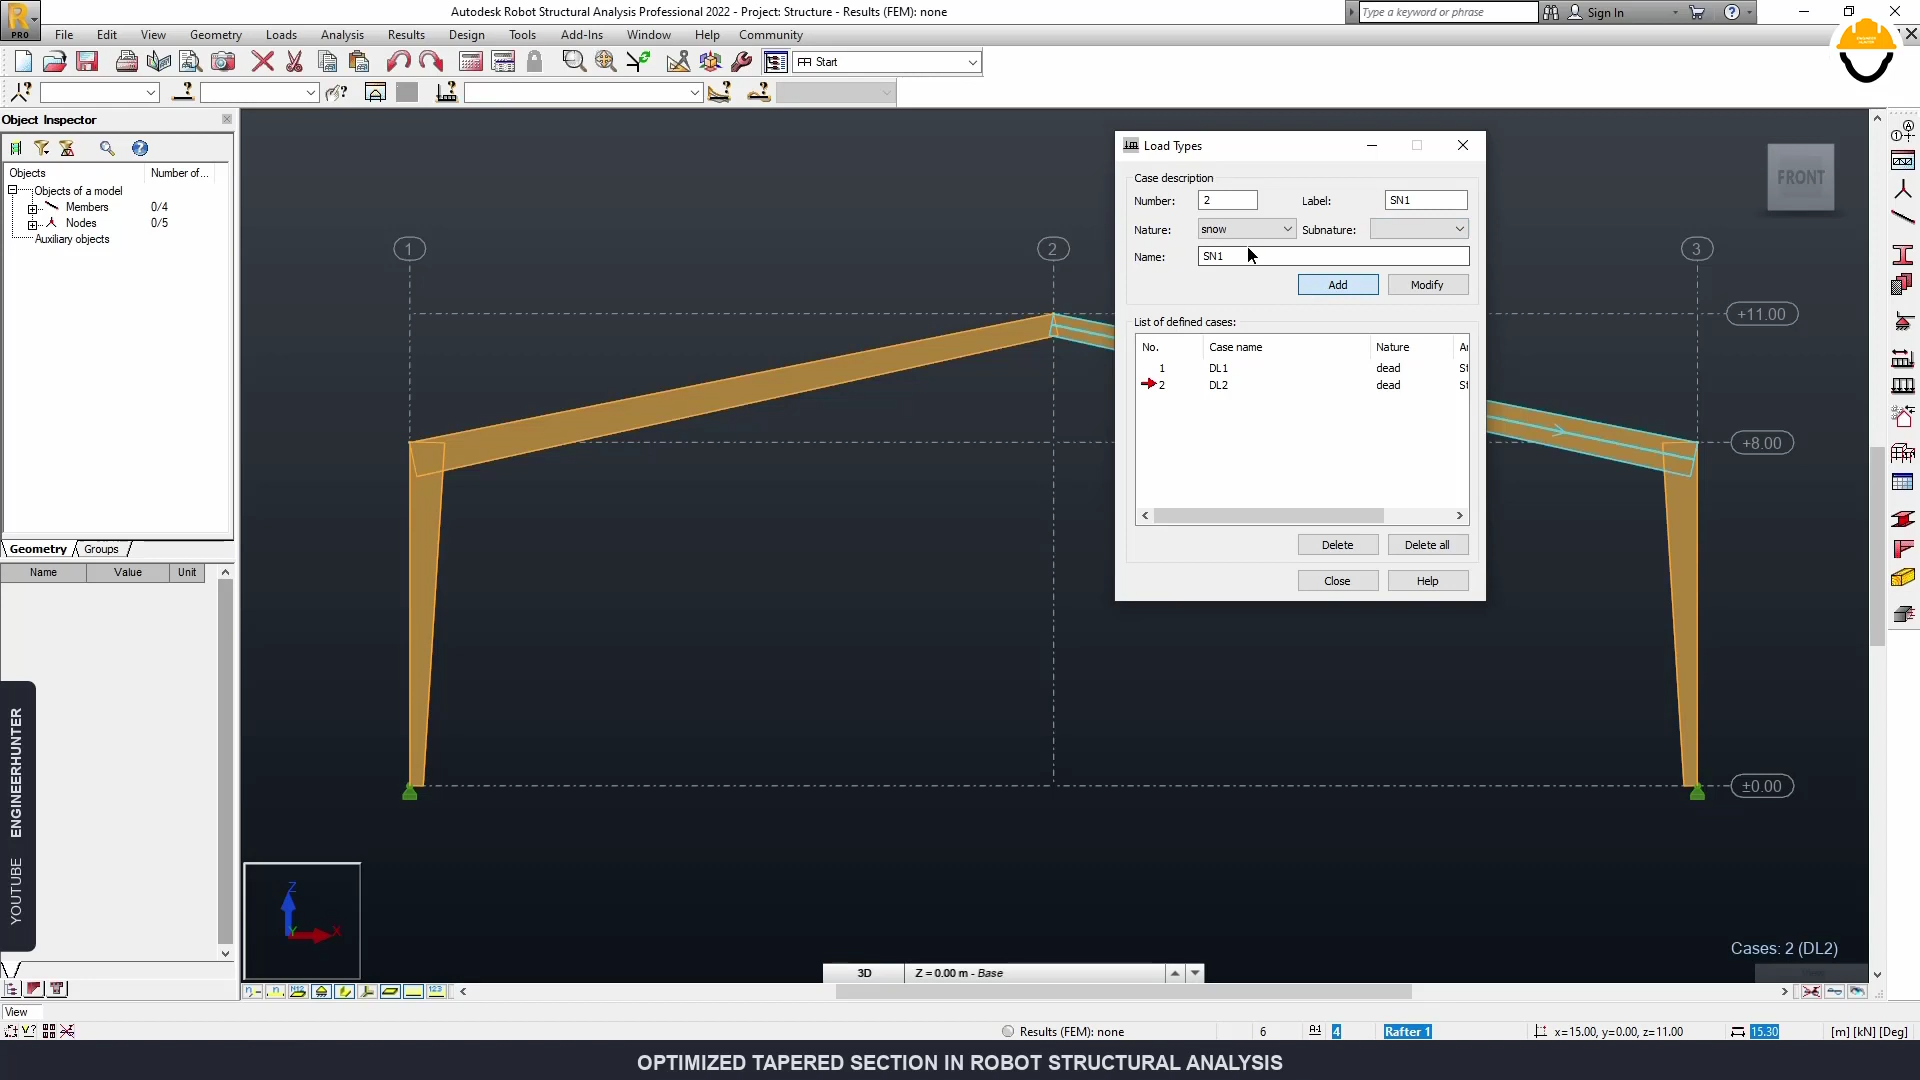 Autodesk Robot Structural Analysis Professional 2022 - Project: Structure - Results (FEM): none
Type a keyword or phrase
Sign In
PRO
File Edit View Geometry Loads Analysis Results Design Tools Add-Ins Window Help Community
Start
Object Inspector
Objects Number of...
Objects of a model
Members 0/4
Nodes 0/5
Auxiliary objects
Geometry Groups
Name Value Unit
YOUTUBE ENGINEERHUNTER
1
2
3
+11.00
+8.00
±0.00
FRONT
Load Types
Case description
Number: 2 Label: SN1
Nature: snow Subnature:
Name: SN1
Add Modify
List of defined cases:
No. Case name Nature
1 DL1 dead
2 DL2 dead
Delete Delete all
Close Help
Z
Y
X
Cases: 2 (DL2)
3D Z = 0.00 m - Base
View
Results (FEM): none 6 4 Rafter 1 x=15.00, y=0.00, z=11.00 15.30 [m] [kN] [Deg]
OPTIMIZED TAPERED SECTION IN ROBOT STRUCTURAL ANALYSIS